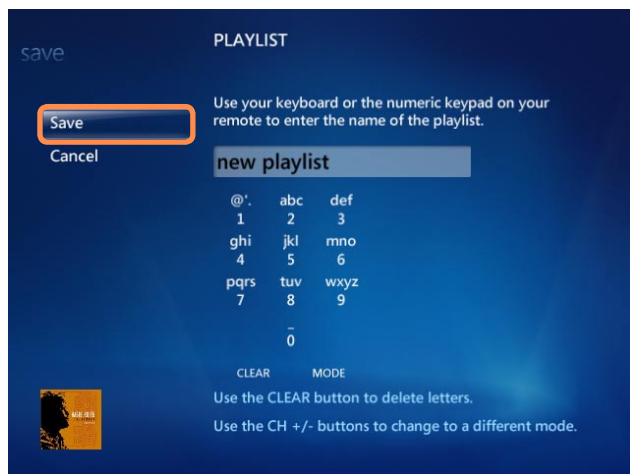 save
PLAYLIST
Save
Cancel
Use your keyboard or the numeric keypad on your
remote to enter the name of the playlist.
new playlist
@'. abc def
1 2 3
ghi jkl mno
4 5 6
pqrs tuv wxyz
7 8 9
_
0
CLEAR MODE
Use the CLEAR button to delete letters.
Use the CH +/- buttons to change to a different mode.